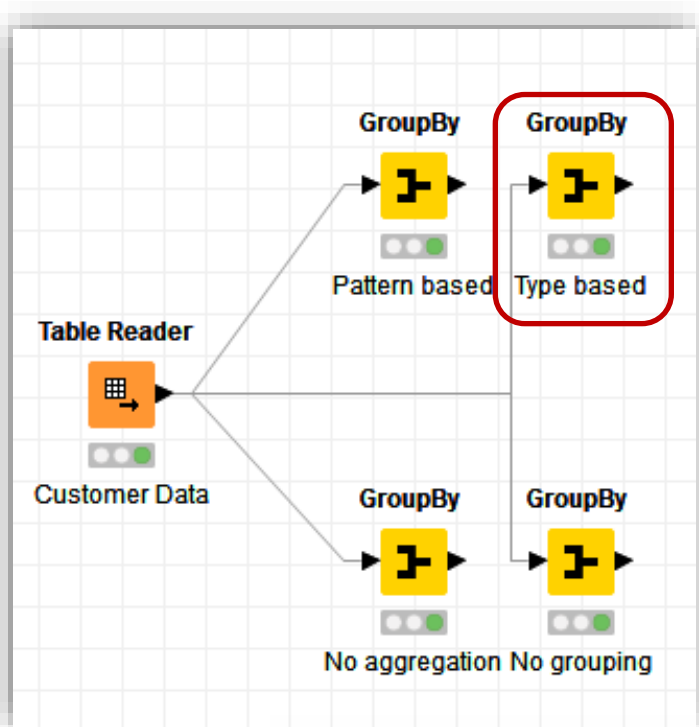 GroupBy
GroupBy
Pattern based
Type based
Table Reader
Customer Data
GroupBy
GroupBy
No aggregation
No grouping